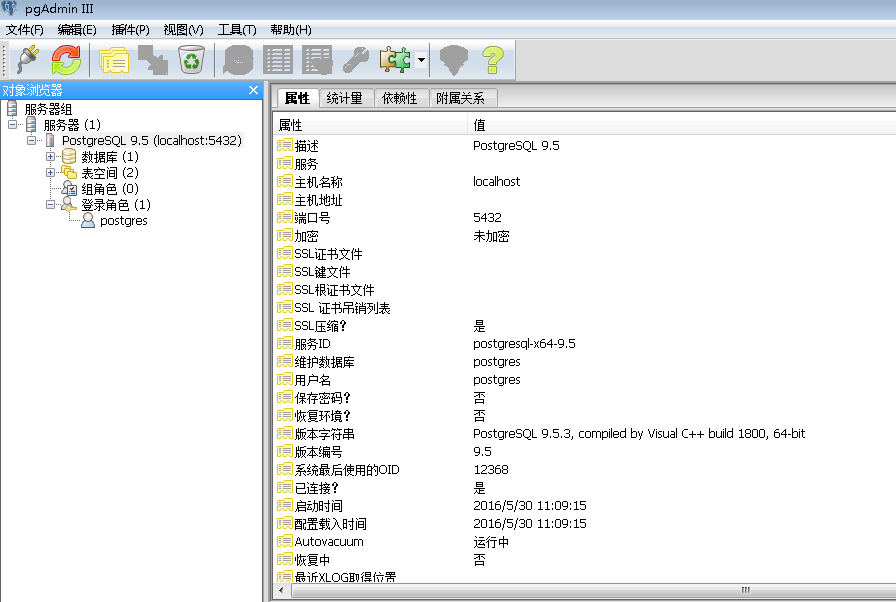 pgAdmin III
文件(F) 编辑(E) 插件(P) 视图(V) 工具(T) 帮助(H)
对象浏览器
服务器组
服务器 (1)
PostgreSQL 9.5 (localhost:5432)
数据库 (1)
表空间 (2)
组角色 (0)
登录角色 (1)
postgres
属性 统计量 依赖性 附属关系
属性 值
描述 PostgreSQL 9.5
服务
主机名称 localhost
主机地址
端口号 5432
加密 未加密
SSL证书文件
SSL键文件
SSL根证书文件
SSL 证书吊销列表
SSL压缩? 是
服务ID postgresql-x64-9.5
维护数据库 postgres
用户名 postgres
保存密码? 否
恢复环境? 否
版本字符串 PostgreSQL 9.5.3, compiled by Visual C++ build 1800, 64-bit
版本编号 9.5
系统最后使用的OID 12368
已连接? 是
启动时间 2016/5/30 11:09:15
配置载入时间 2016/5/30 11:09:15
Autovacuum 运行中
恢复中 否
最近XLOG取得位置